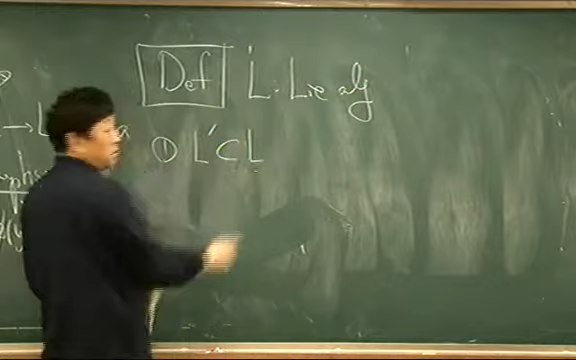 Def L : Lie alg
① L' ⊂ L